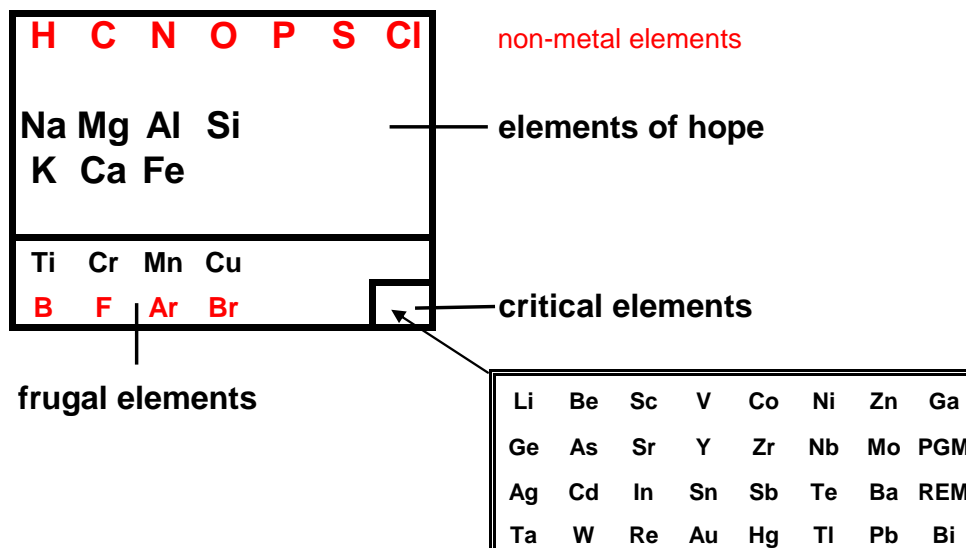 H C N O P S Cl non-metal elements
Na Mg Al Si elements of hope
K Ca Fe
Ti Cr Mn Cu
B F Ar Br critical elements
frugal elements
Li Be Sc V Co Ni Zn Ga
Ge As Sr Y Zr Nb Mo PGM
Ag Cd In Sn Sb Te Ba REM
Ta W Re Au Hg Tl Pb Bi